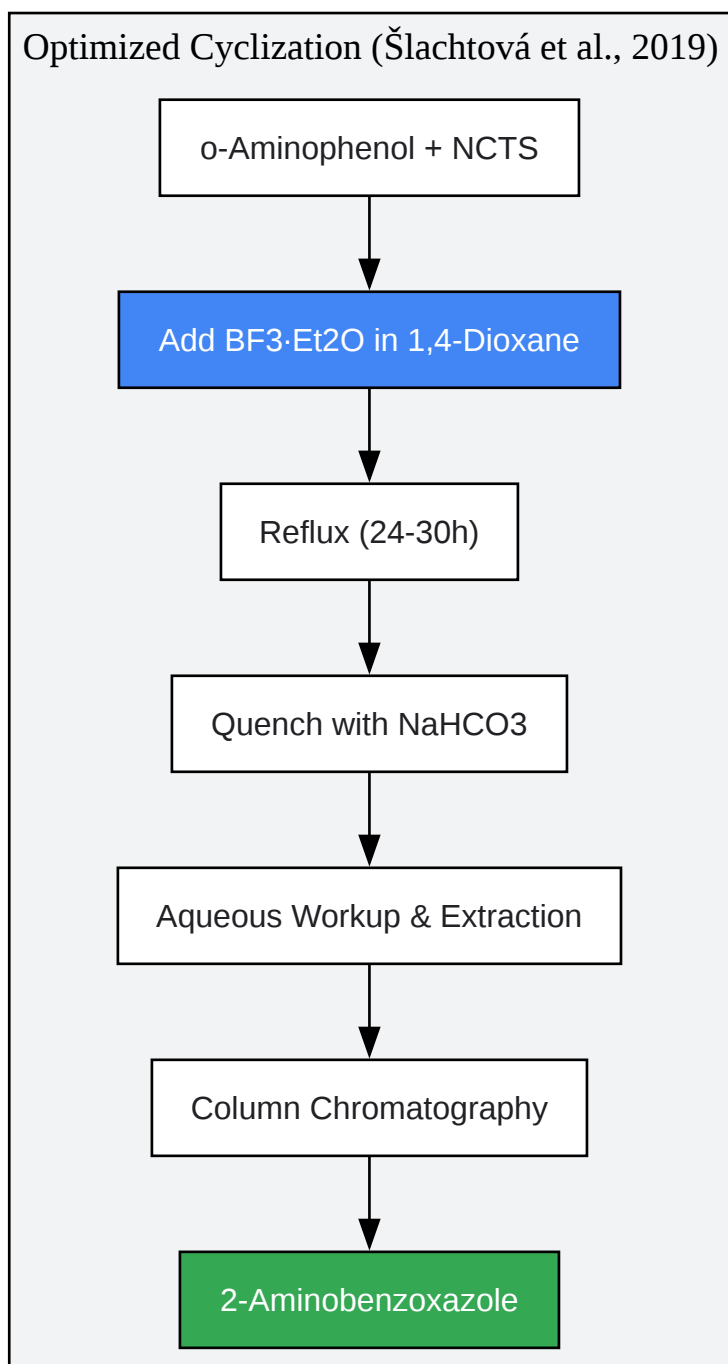 Optimized Cyclization (Šlachtová et al., 2019)
o-Aminophenol + NCTS
Add BF3·Et2O in 1,4-Dioxane
Reflux (24-30h)
Quench with NaHCO3
Aqueous Workup & Extraction
Column Chromatography
2-Aminobenzoxazole